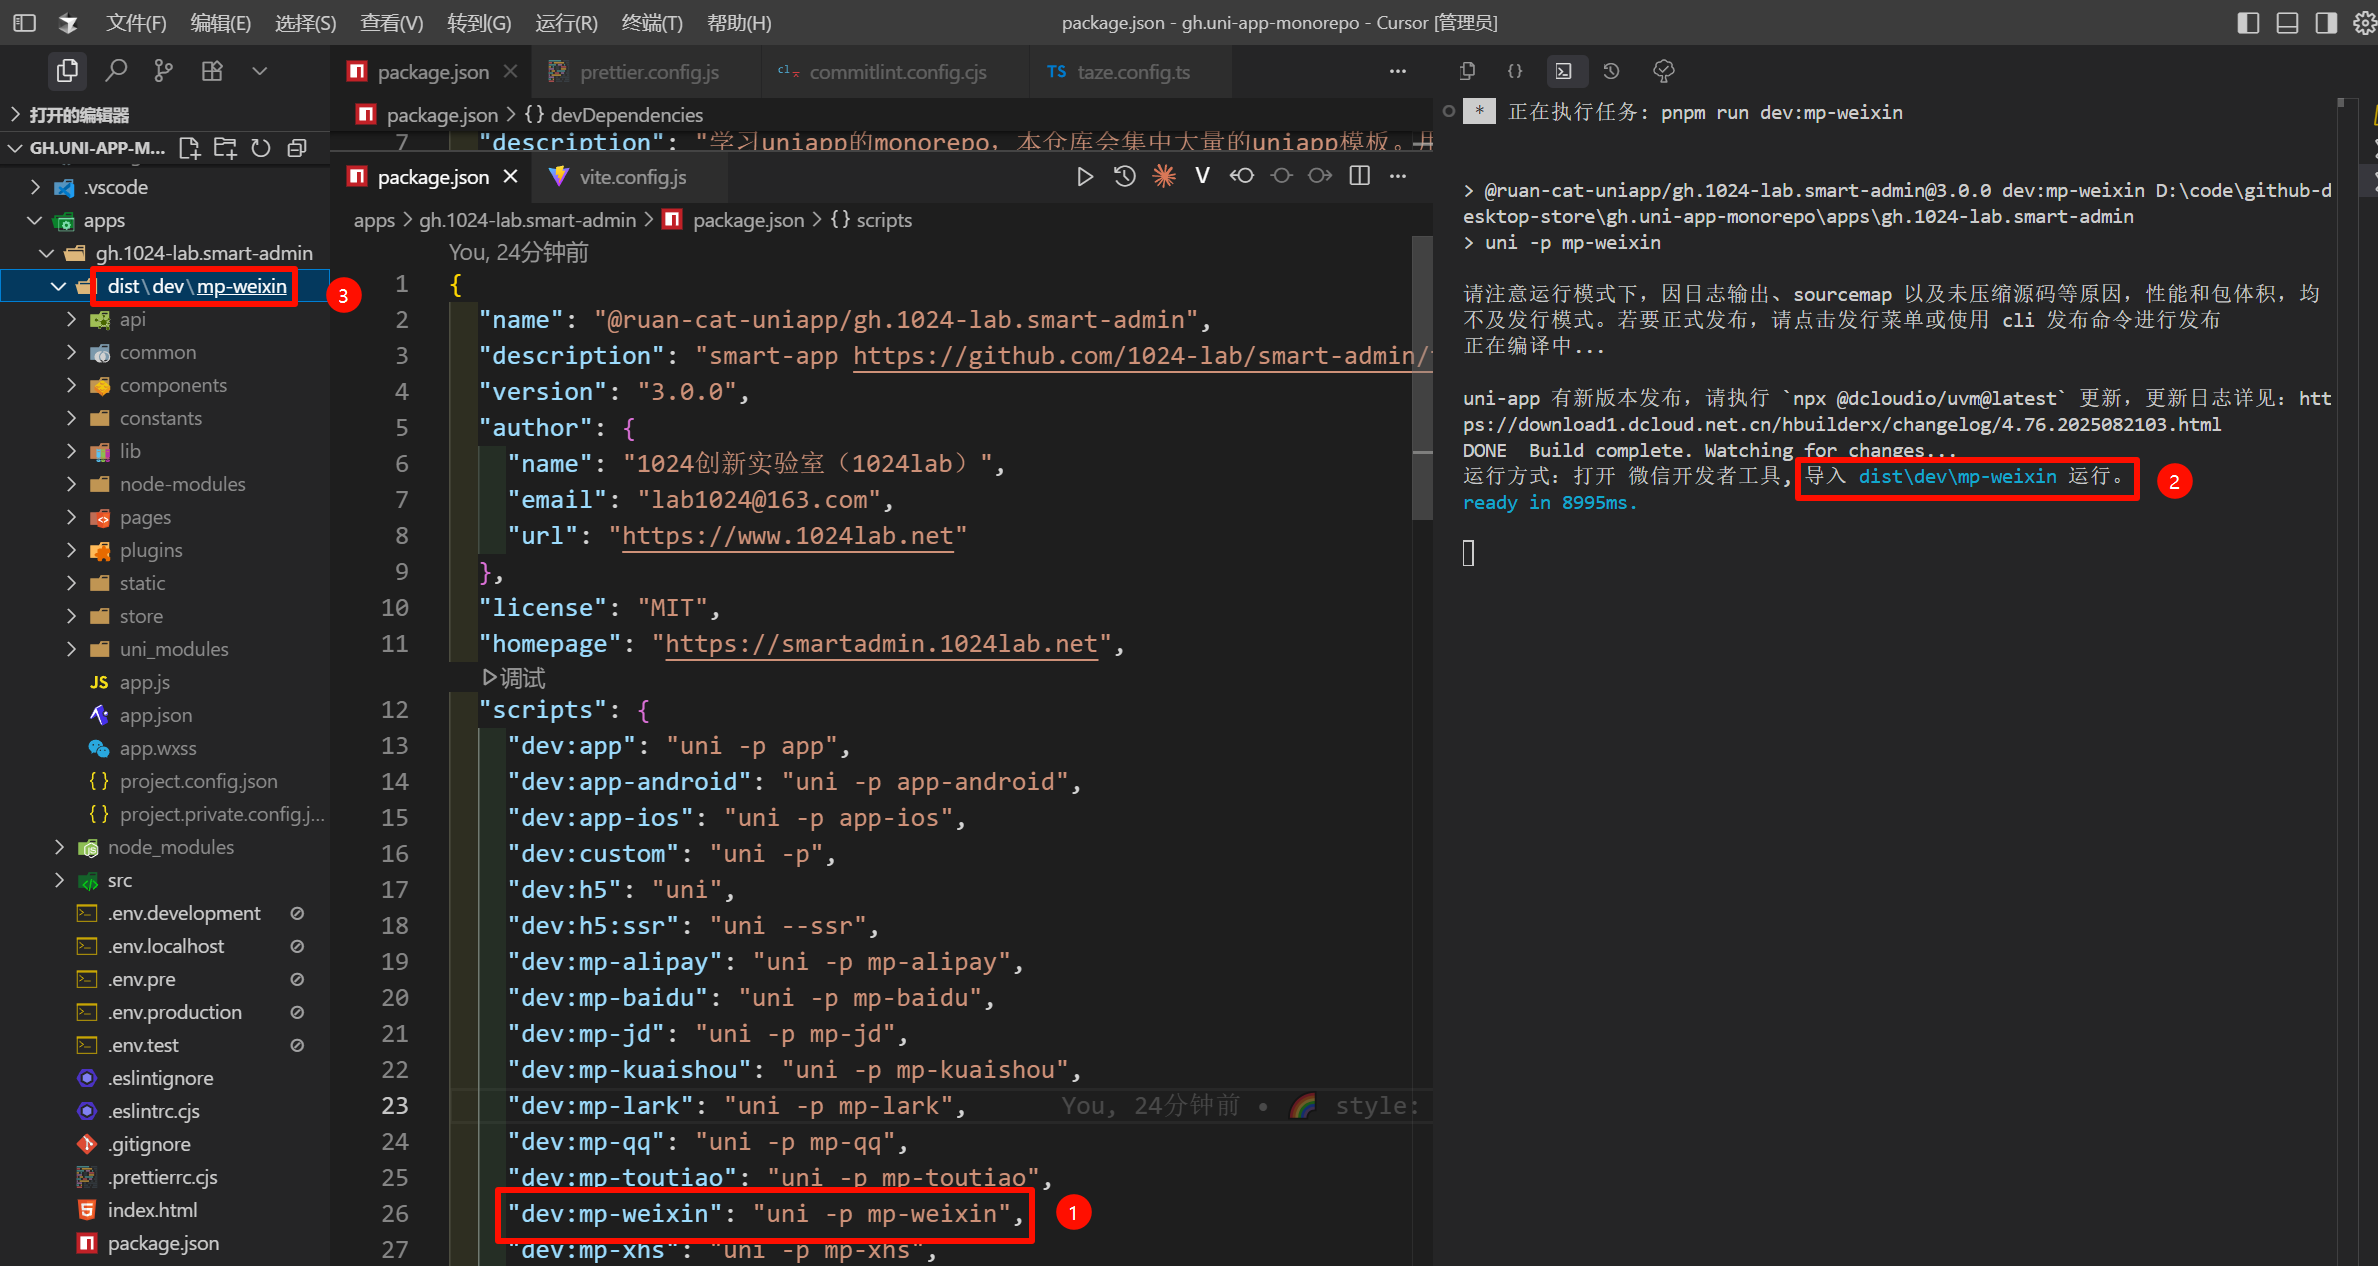 文件(F) 编辑(E) 选择(S) 查看(V) 转到(G) 运行(R) 终端(T) 帮助(H)
package.json - gh.uni-app-monorepo - Cursor [管理员]
打开的编辑器
GH.UNI-APP-M...
.vscode
apps
gh.1024-lab.smart-admin
dist\dev\mp-weixin
3
api
common
components
constants
lib
node-modules
pages
plugins
static
store
uni_modules
JS app.js
app.json
app.wxss
{} project.config.json
{} project.private.config.j...
node_modules
src
.env.development
.env.localhost
.env.pre
.env.production
.env.test
.eslintignore
.eslintrc.cjs
.gitignore
.prettierrc.cjs
index.html
package.json
package.json
prettier.config.js
commitlint.config.cjs
TS taze.config.ts
package.json > {} devDependencies
7 "description": "学习uniapp的monorepo, 本仓库会集中大量的uniapp模板。
package.json
vite.config.js
apps > gh.1024-lab.smart-admin > package.json > {} scripts
You, 24分钟前
1 {
2 "name": "@ruan-cat-uniapp/gh.1024-lab.smart-admin",
3 "description": "smart-app https://github.com/1024-lab/smart-admin/
4 "version": "3.0.0",
5 "author": {
6 "name": "1024创新实验室（1024lab）",
7 "email": "lab1024@163.com",
8 "url": "https://www.1024lab.net"
9 },
10 "license": "MIT",
11 "homepage": "https://smartadmin.1024lab.net",
调试
12 "scripts": {
13 "dev:app": "uni -p app",
14 "dev:app-android": "uni -p app-android",
15 "dev:app-ios": "uni -p app-ios",
16 "dev:custom": "uni -p",
17 "dev:h5": "uni",
18 "dev:h5:ssr": "uni --ssr",
19 "dev:mp-alipay": "uni -p mp-alipay",
20 "dev:mp-baidu": "uni -p mp-baidu",
21 "dev:mp-jd": "uni -p mp-jd",
22 "dev:mp-kuaishou": "uni -p mp-kuaishou",
23 "dev:mp-lark": "uni -p mp-lark", You, 24分钟前 • 🌈 style:
24 "dev:mp-qq": "uni -p mp-qq",
25 "dev:mp-toutiao": "uni -p mp-toutiao",
26 "dev:mp-weixin": "uni -p mp-weixin",
1
27 "dev:mp-xhs": "uni -p mp-xhs",
* 正在执行任务: pnpm run dev:mp-weixin
> @ruan-cat-uniapp/gh.1024-lab.smart-admin@3.0.0 dev:mp-weixin D:\code\github-d
esktop-store\gh.uni-app-monorepo\apps\gh.1024-lab.smart-admin
> uni -p mp-weixin
请注意运行模式下，因日志输出、sourcemap 以及未压缩源码等原因，性能和包体积，均
不及发行模式。若要正式发布，请点击发行菜单或使用 cli 发布命令进行发布
正在编译中...
uni-app 有新版本发布，请执行 `npx @dcloudio/uvm@latest` 更新，更新日志详见：htt
ps://download1.dcloud.net.cn/hbuilderx/changelog/4.76.2025082103.html
DONE Build complete. Watching for changes...
运行方式：打开 微信开发者工具, 导入 dist\dev\mp-weixin 运行。
2
ready in 8995ms.